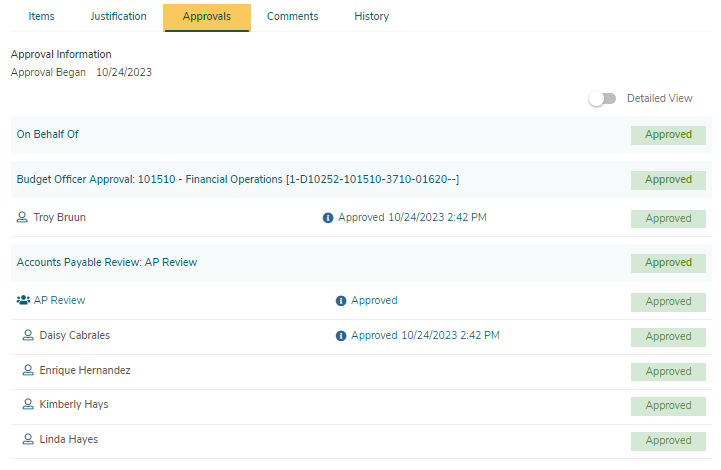 Items Justification Approvals Comments History
Approval Information
Approval Began 10/24/2023
Detailed View
On Behalf Of Approved
Budget Officer Approval: 101510 - Financial Operations [1-D10252-101510-3710-01620--] Approved
Troy Bruun Approved 10/24/2023 2:42 PM Approved
Accounts Payable Review: AP Review Approved
AP Review Approved Approved
Daisy Cabrales Approved 10/24/2023 2:42 PM Approved
Enrique Hernandez Approved
Kimberly Hays Approved
Linda Hayes Approved